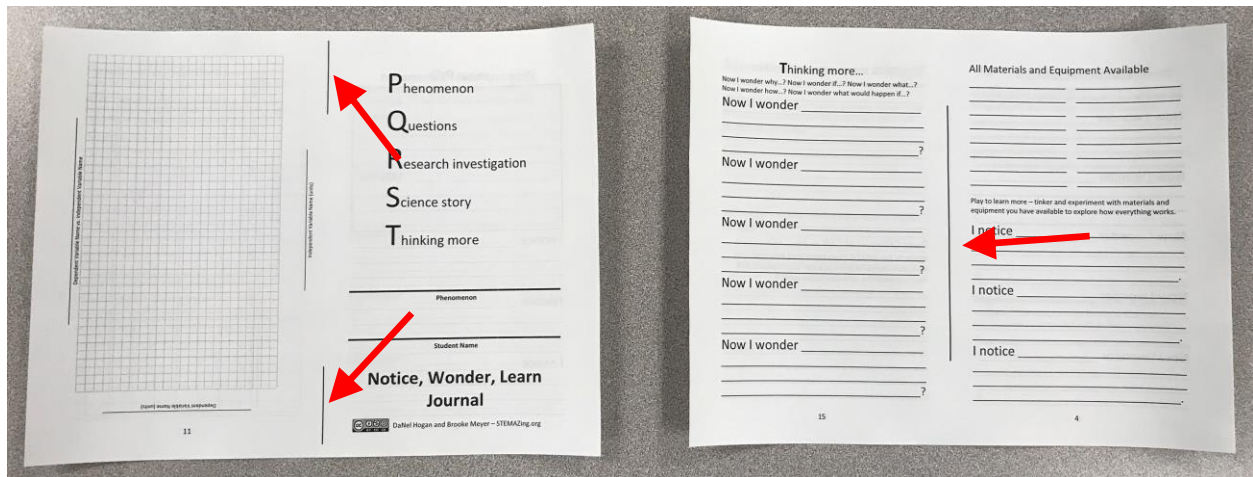 Dependent Variable Name vs. Independent Variable Name
Independent Variable Name (units)
Dependent Variable Name (units)
11
Phenomenon
Questions
Research investigation
Science story
Thinking more
Phenomenon
Student Name
Notice, Wonder, Learn
Journal
DaNel Hogan and Brooke Meyer – STEMAZing.org
Thinking more...
Now I wonder why...? Now I wonder if...? Now I wonder what...?
Now I wonder how...? Now I wonder what would happen if...?
Now I wonder
?
Now I wonder
?
Now I wonder
?
Now I wonder
?
Now I wonder
?
15
All Materials and Equipment Available
Play to learn more – tinker and experiment with materials and
equipment you have available to explore how everything works.
I notice
.
I notice
.
I notice
.
4